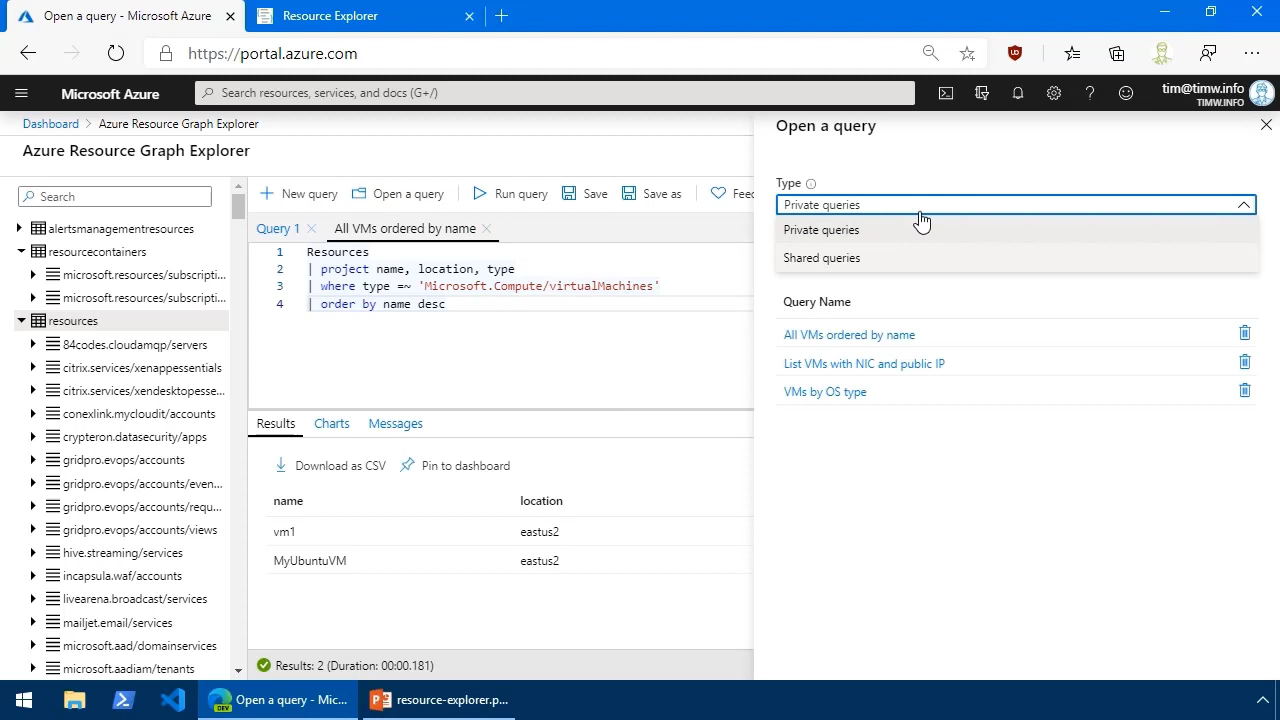 Open a query - Microsoft Azure
Resource Explorer
https://portal.azure.com
Microsoft Azure
Search resources, services, and docs (G+/)
tim@timw.info
TIMW.INFO
Dashboard > Azure Resource Graph Explorer
Azure Resource Graph Explorer
Search
alertsmanagementresources
resourcecontainers
microsoft.resources/subscripti...
microsoft.resources/subscripti...
resources
84codes.cloudamqp/servers
citrix.services/xenappessentials
citrix.services/xendesktopesse...
conexlink.mycloudit/accounts
crypteron.datasecurity/apps
gridpro.evops/accounts
gridpro.evops/accounts/even...
gridpro.evops/accounts/requ...
gridpro.evops/accounts/views
hive.streaming/services
incapsula.waf/accounts
livearena.broadcast/services
mailjet.email/services
microsoft.aad/domainservices
microsoft.aadiam/tenants
New query
Open a query
Run query
Save
Save as
Feed
Query 1
All VMs ordered by name
1 Resources
2 | project name, location, type
3 | where type =~ 'Microsoft.Compute/virtualMachines'
4 | order by name desc
Results
Charts
Messages
Download as CSV
Pin to dashboard
name location
vm1 eastus2
MyUbuntuVM eastus2
Results: 2 (Duration: 00:00.181)
Open a query
Type
Private queries
Private queries
Shared queries
Query Name
All VMs ordered by name
List VMs with NIC and public IP
VMs by OS type
DEV
Open a query - Mic...
resource-explorer.p...